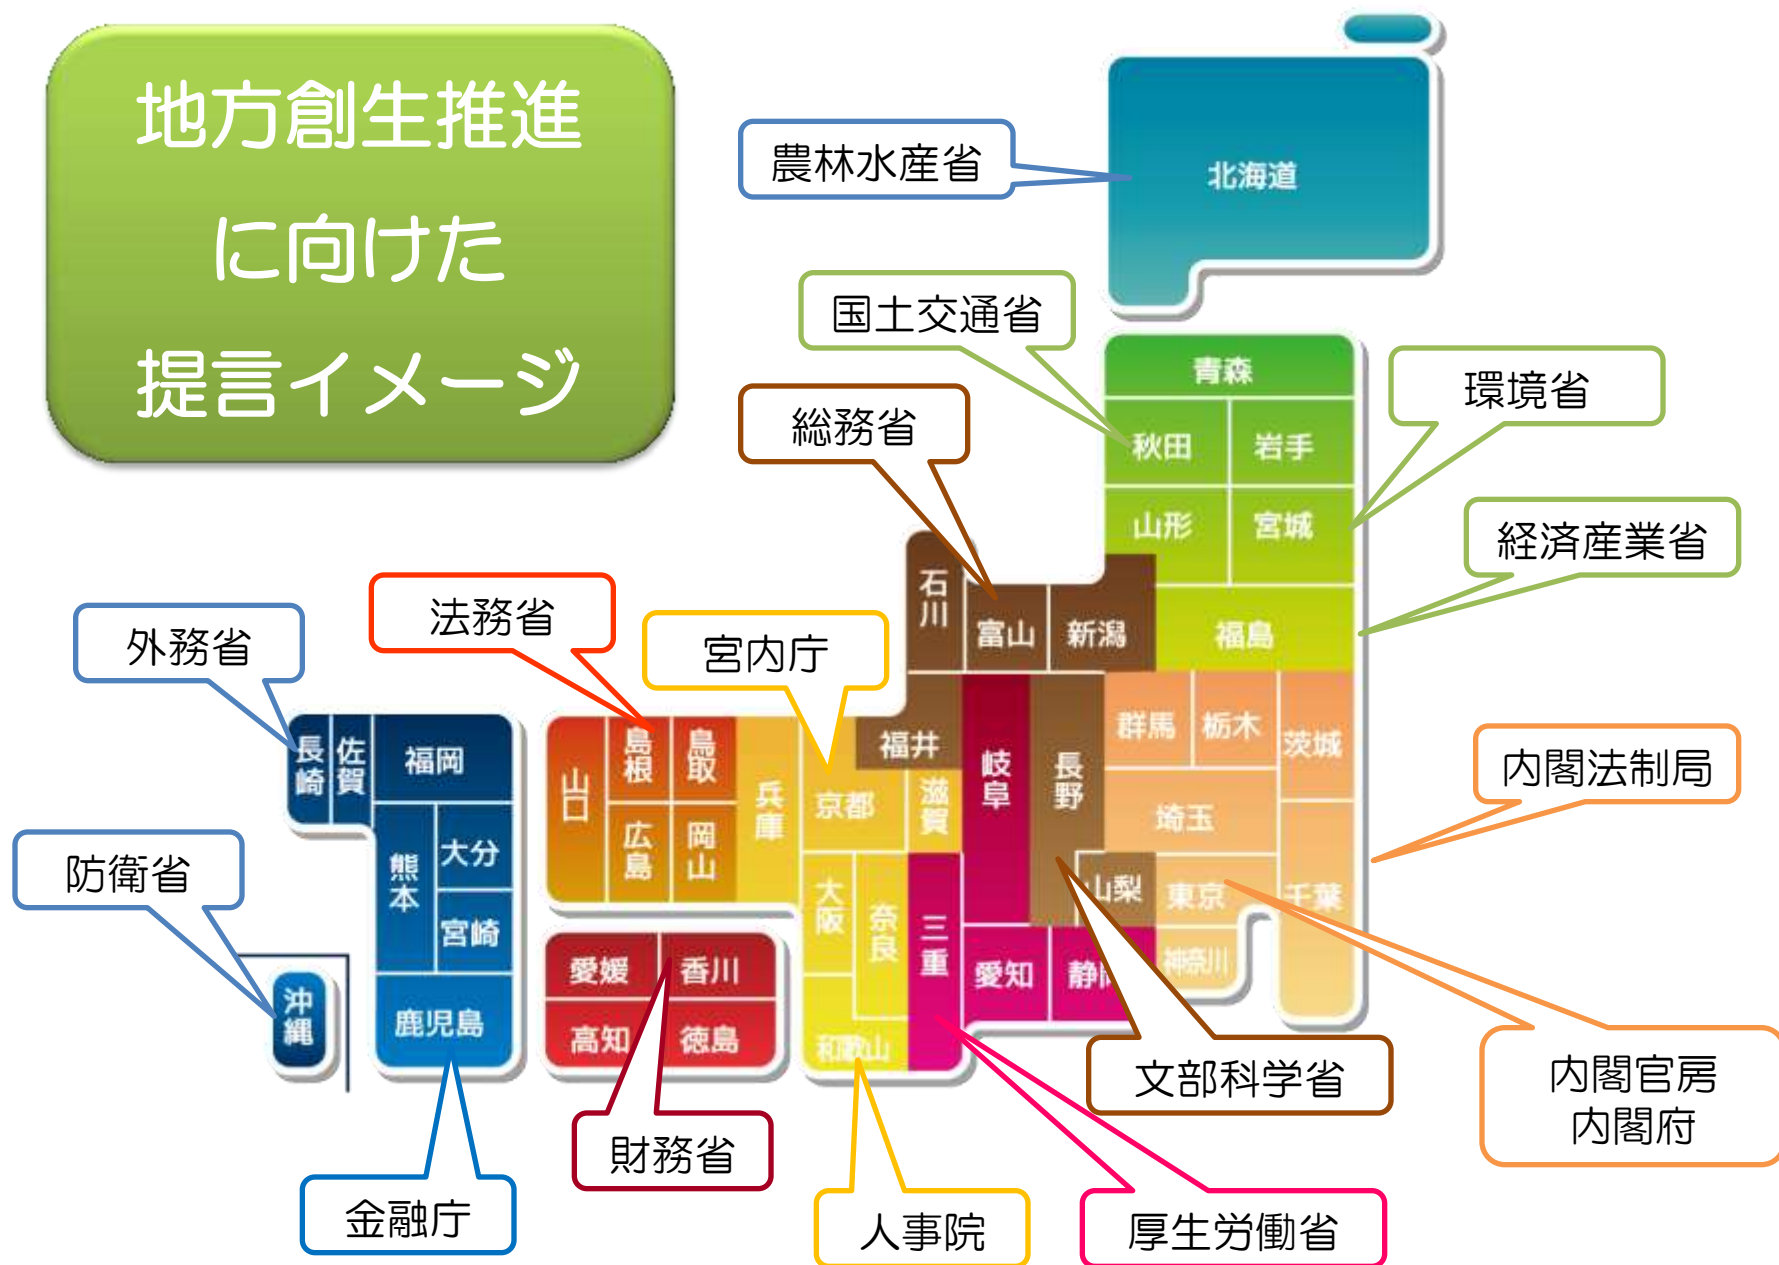 地方創生推進
に向けた
提言イメージ
北海道
農林水産省
国土交通省
青森
環境省
総務省
秋田
岩手
山形
宮城
経済産業省
石川
富山
新潟
福島
外務省
法務省
宮内庁
長崎
佐賀
福岡
山口
島根
鳥取
兵庫
福井
岐阜
長野
群馬
栃木
茨城
内閣法制局
京都
滋賀
埼玉
熊本
大分
広島
岡山
大阪
奈良
三重
山梨
東京
千葉
防衛省
宮崎
愛媛
香川
愛知
静岡
神奈川
沖縄
鹿児島
高知
徳島
和歌山
文部科学省
内閣官房
内閣府
財務省
金融庁
人事院
厚生労働省